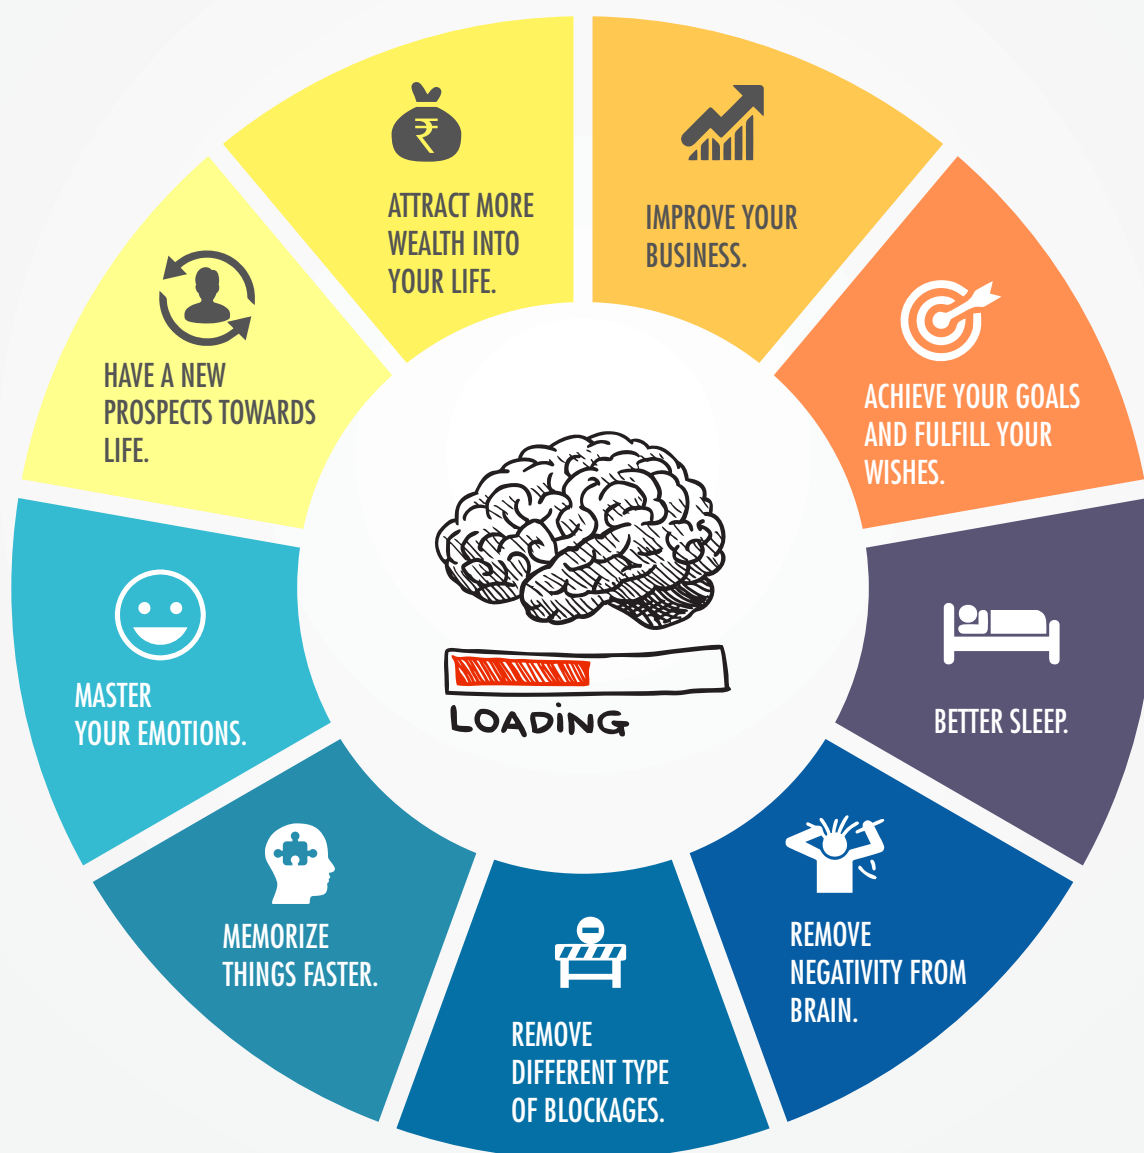 ATTRACT MORE
WEALTH INTO
YOUR LIFE.
IMPROVE YOUR
BUSINESS.
ACHIEVE YOUR GOALS
AND FULFILL YOUR
WISHES.
BETTER SLEEP.
REMOVE
NEGATIVITY FROM
BRAIN.
REMOVE
DIFFERENT TYPE
OF BLOCKAGES.
MEMORIZE
THINGS FASTER.
MASTER
YOUR EMOTIONS.
HAVE A NEW
PROSPECTS TOWARDS
LIFE.
₹
LOADING